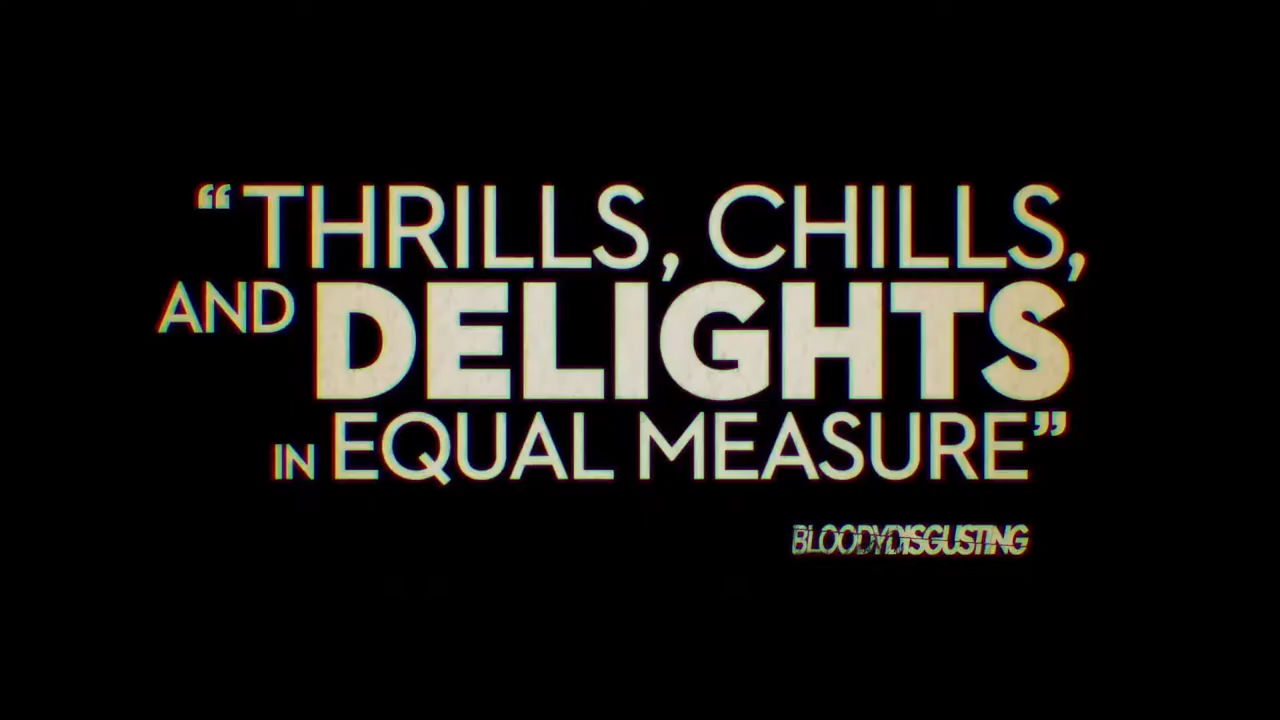 “THRILLS, CHILLS,
AND DELIGHTS
IN EQUAL MEASURE”
BLOODYDISGUSTING